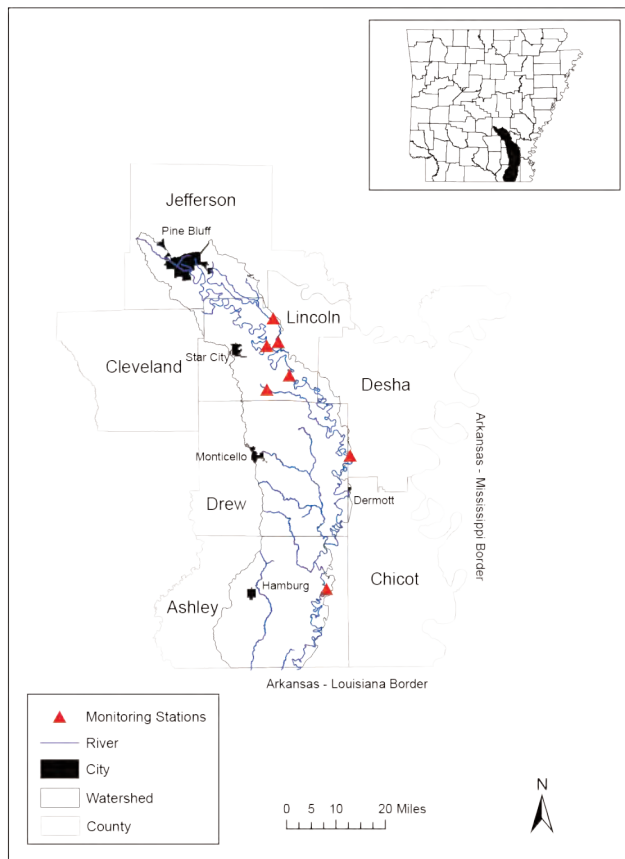 Jefferson
Pine Bluff
Lincoln
Star City
Cleveland
Desha
Arkansas - Mississippi Border
Monticello
Dermott
Drew
Chicot
Hamburg
Ashley
Arkansas - Louisiana Border
Monitoring Stations
River
City
Watershed
County
0 5 10 20 Miles
N